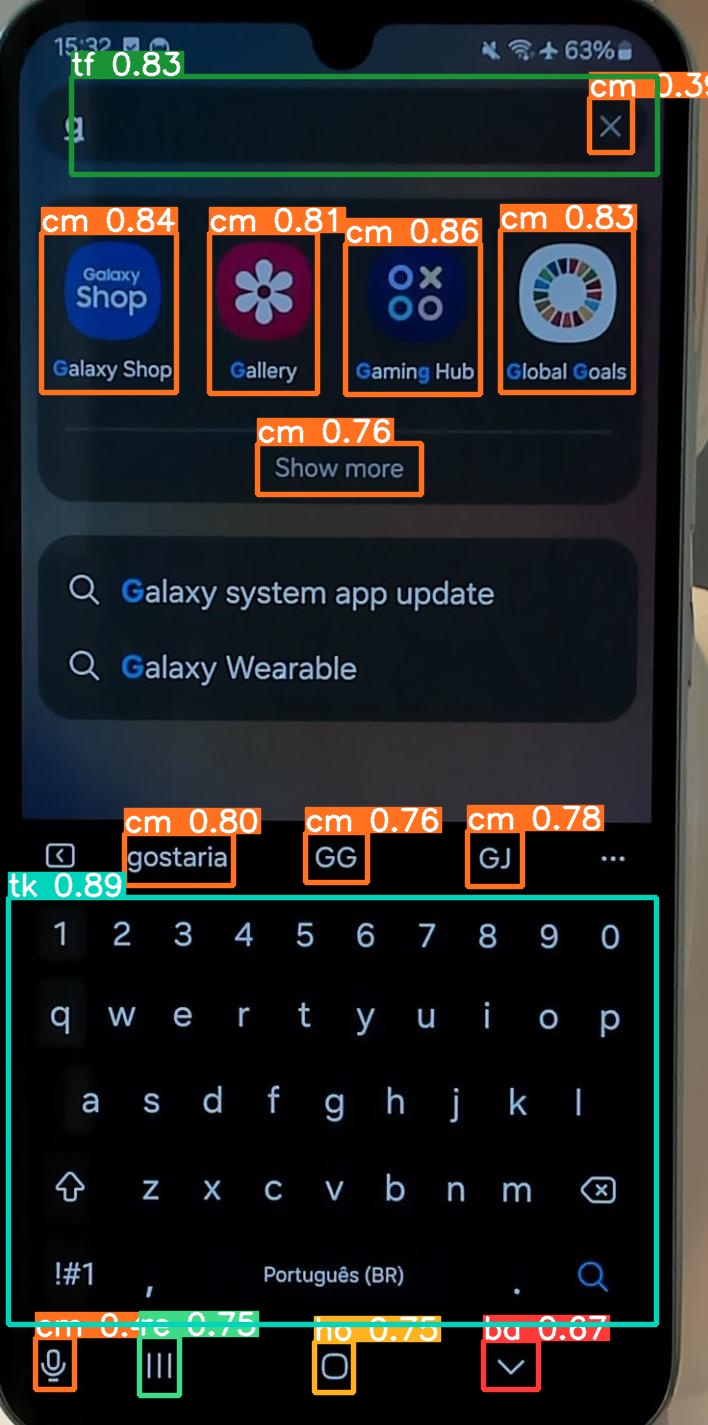 15:32 63%
tf 0.83
cm 0.39
g
cm 0.84 cm 0.81 cm 0.86 cm 0.83
Galaxy Shop
Galaxy Shop Gallery Gaming Hub Global Goals
cm 0.76
Show more
Galaxy system app update
Galaxy Wearable
cm 0.80 cm 0.76 cm 0.78
gostaria GG GJ ...
tk 0.89
1 2 3 4 5 6 7 8 9 0
q w e r t y u i o p
a s d f g h j k l
z x c v b n m
!#1 , Português (BR) .
cm re 0.75 ho 0.75 ba 0.67